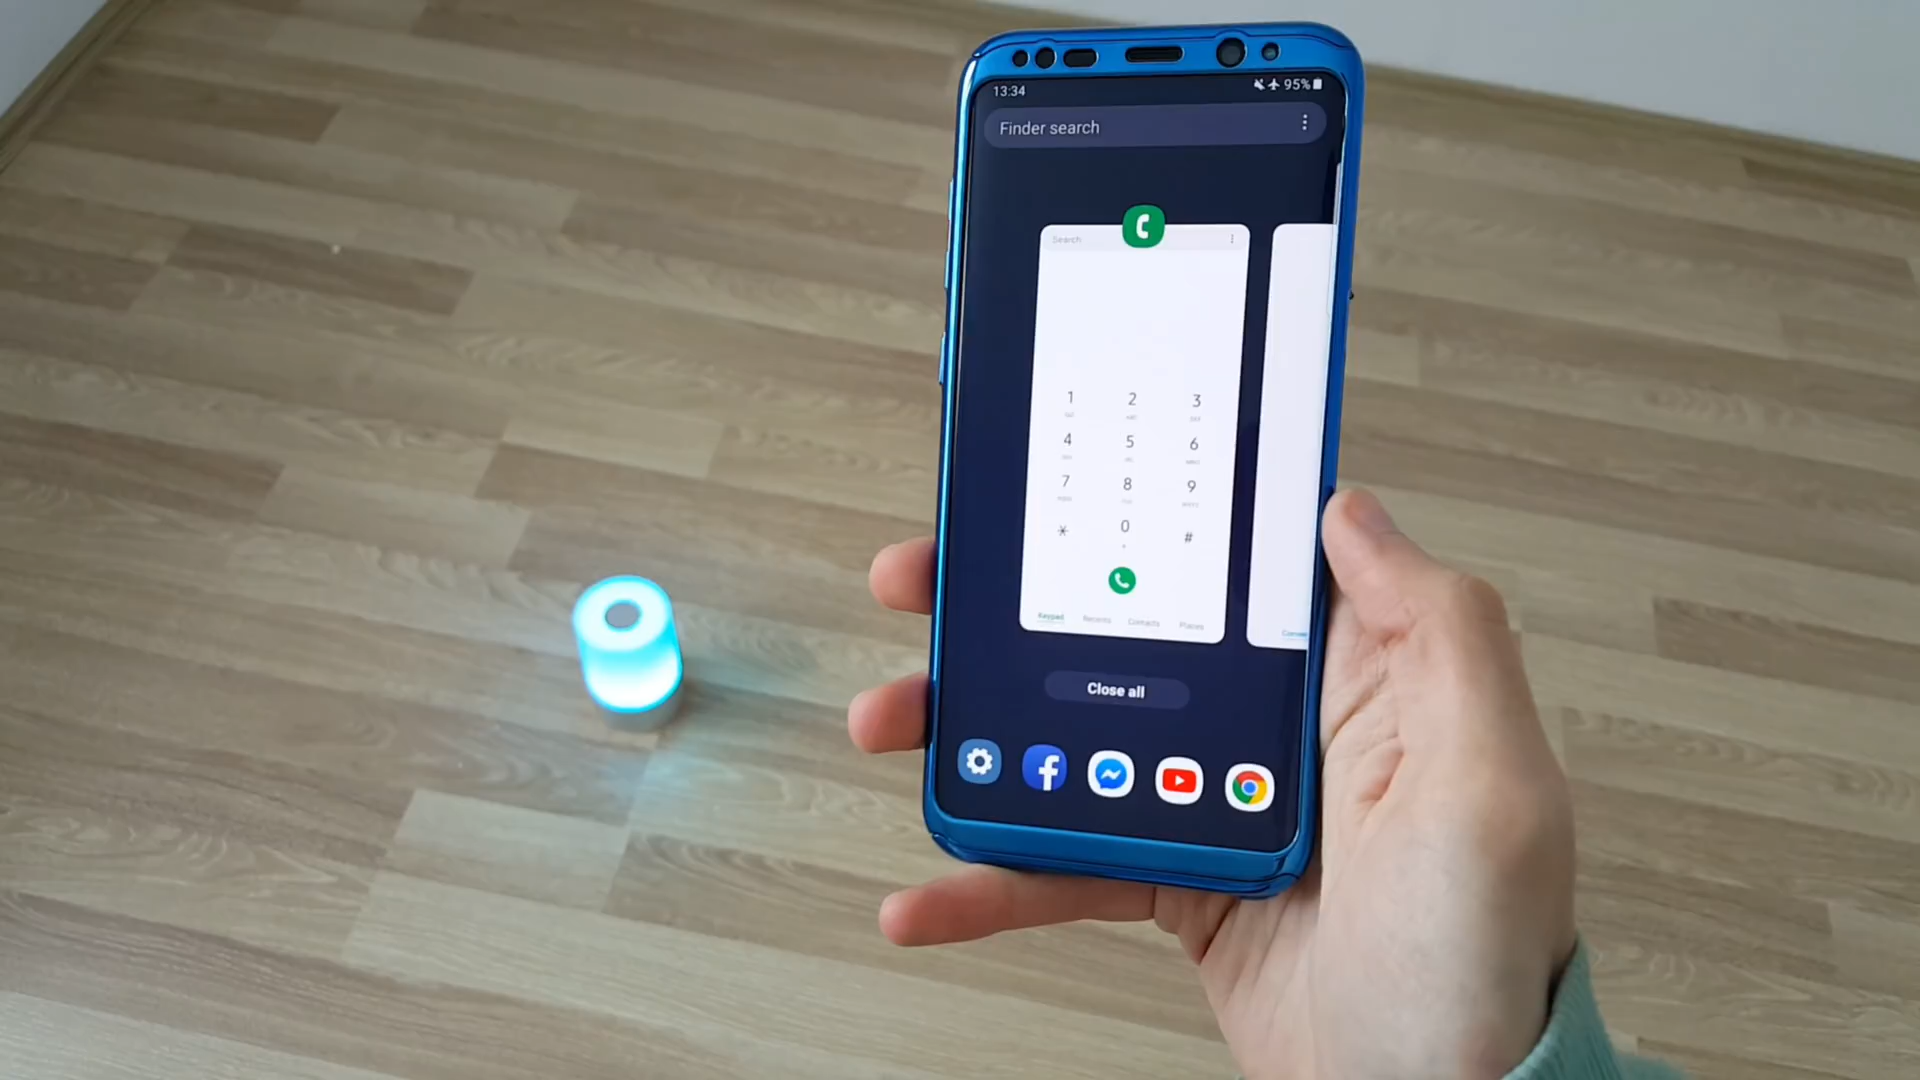 13:34 95%
Finder search
Search
1 2 3
4 5 6
7 8 9
* 0 #
+
Keypad Recents Contacts Places
Close all